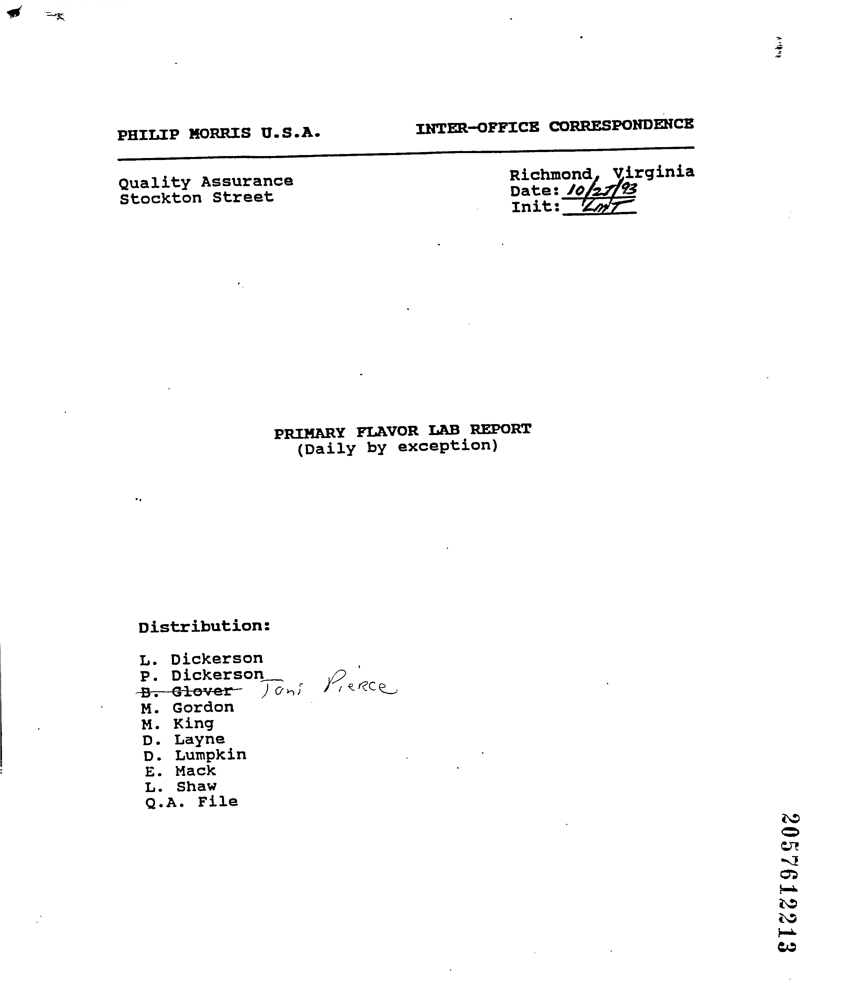 PHILIP MORRIS U.S.A. INTER-OFFICE CORRESPONDENCE
Quality Assurance
Stockton Street
Richmond, Virginia
Date: 10/25/93
Init: LMT
PRIMARY FLAVOR LAB REPORT
(Daily by exception)
Distribution:
L. Dickerson
P. Dickerson
B. Glover Toni Pierce
M. Gordon
M. King
D. Layne
D. Lumpkin
E. Mack
L. Shaw
Q.A. File
2057612213